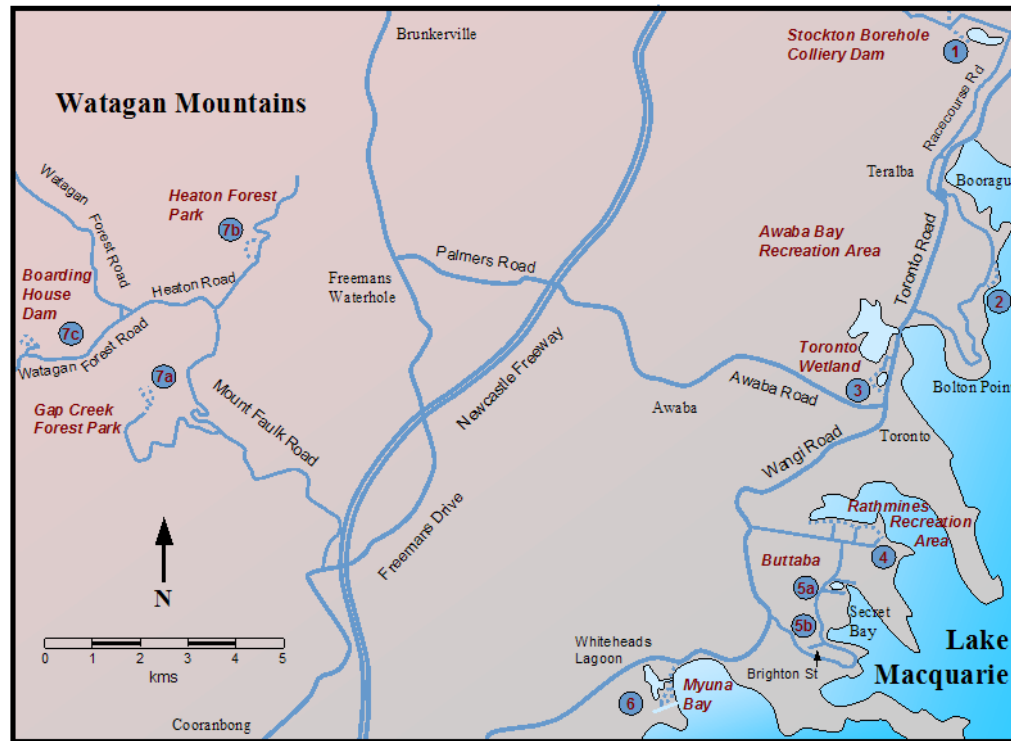 Brunkerville
Stockton Borehole
Colliery Dam
1
Watagan Mountains
Racecourse Rd
Teralba
Booragu
Watagan
Forest Road
Heaton Forest
Park
7b
Awaba Bay
Recreation Area
Toronto Road
Palmers Road
Boarding
House
Dam
Heaton Road
Freemans
Waterhole
2
7c
Watagan Forest Road
Newcastle Freeway
Toronto
Wetland
3
7a
Awaba Road
Bolton Point
Gap Creek
Forest Park
Mount Faulk Road
Awaba
Wangi Road
Toronto
Rathmines
Recreation
Area
4
Freemans Drive
Buttaba
5a
N
5b
Secret
Bay
0 1 2 3 4 5
kms
Whiteheads
Lagoon
Lake
Macquarie
Brighton St
Myuna
Bay
6
Cooranbong